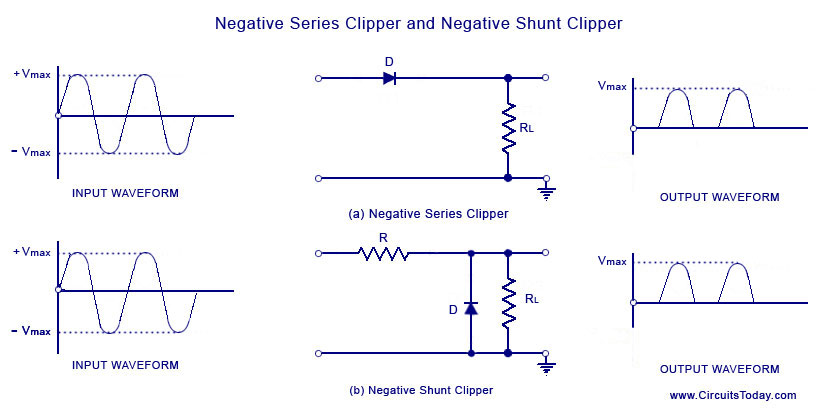 Negative Series Clipper and Negative Shunt Clipper
+Vmax
- Vmax
INPUT WAVEFORM
D
RL
(a) Negative Series Clipper
Vmax
OUTPUT WAVEFORM
+Vmax
- Vmax
INPUT WAVEFORM
R
D
RL
(b) Negative Shunt Clipper
Vmax
OUTPUT WAVEFORM
www.CircuitsToday.com